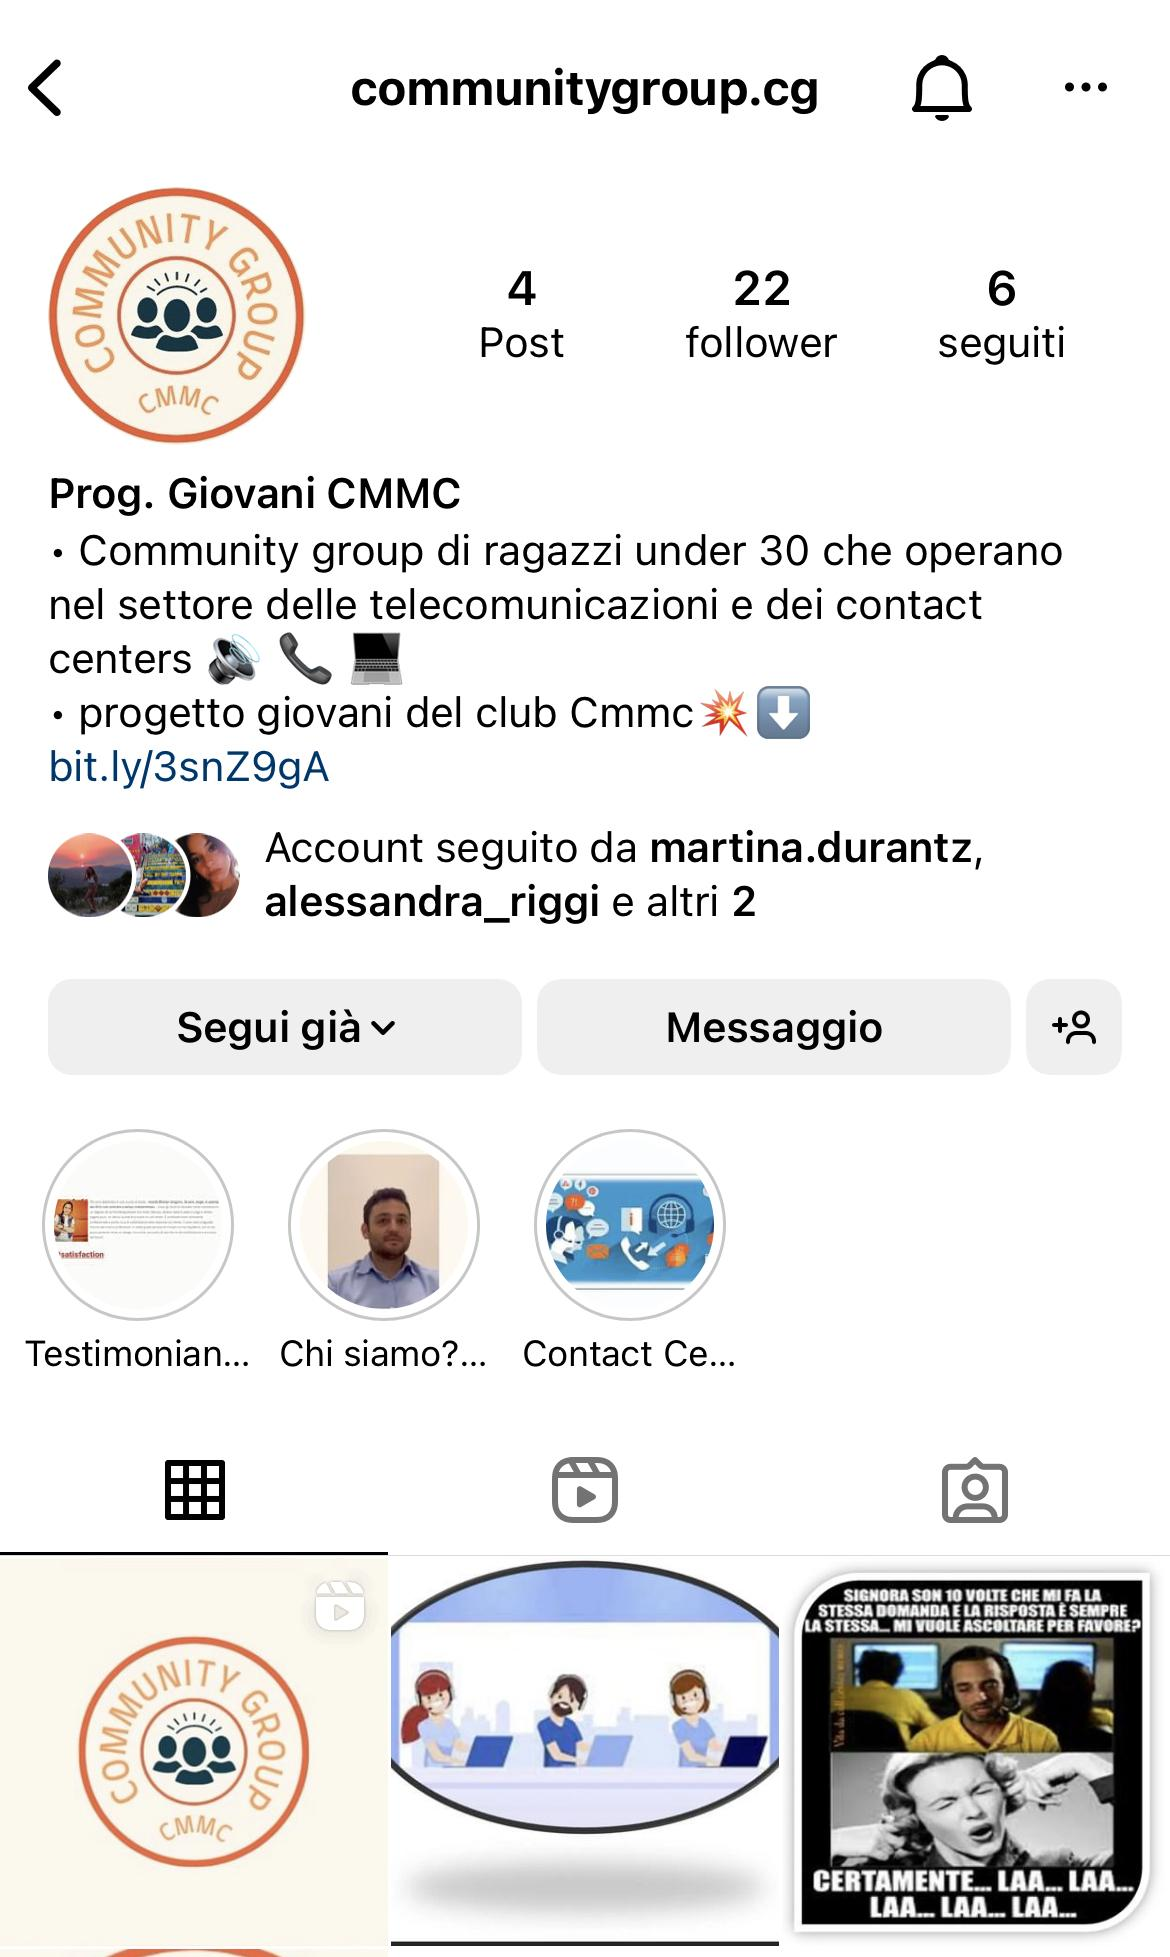 communitygroup.cg
COMMUNITY GROUP
CMMC
4
Post
22
follower
6
seguiti
Prog. Giovani CMMC
• Community group di ragazzi under 30 che operano
nel settore delle telecomunicazioni e dei contact
centers 🔊 📞 💻
• progetto giovani del club Cmmc💥⬇️
bit.ly/3snZ9gA
Account seguito da martina.durantz,
alessandra_riggi e altri 2
Segui già
Messaggio
satisfaction
Testimonian...
Chi siamo?...
Contact Ce...
COMMUNITY GROUP
CMMC
SIGNORA SON 10 VOLTE CHE MI FA LA
STESSA DOMANDA E LA RISPOSTA È SEMPRE
LA STESSA... MI VUOLE ASCOLTARE PER FAVORE?
CERTAMENTE... LAA... LAA...
LAA... LAA... LAA...